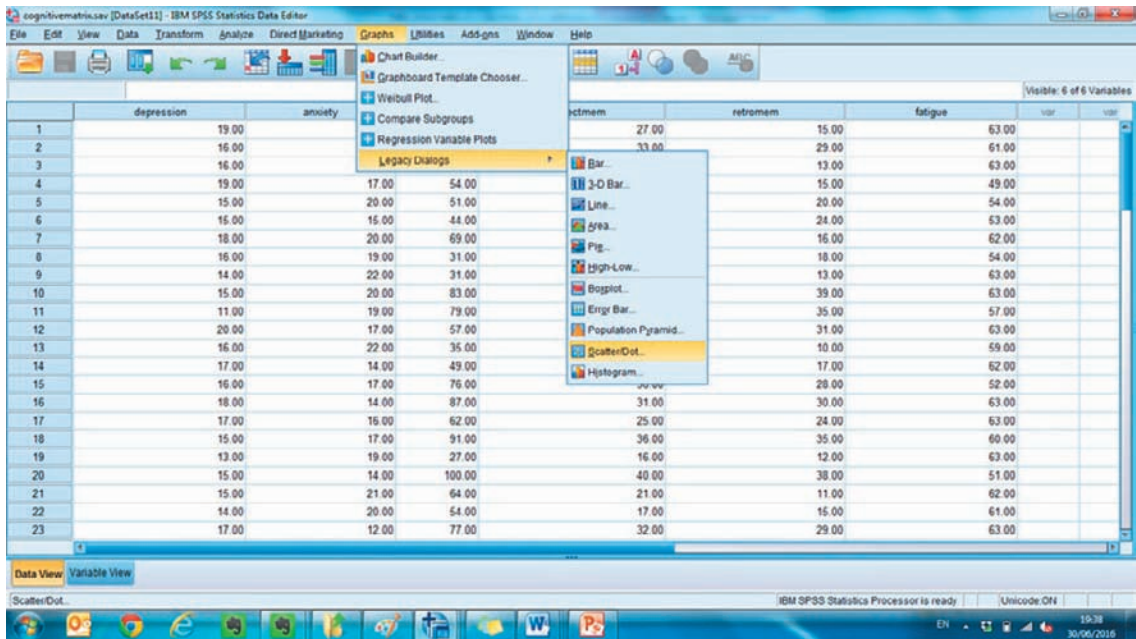 cognitivematrix.sav [DataSet11] - IBM SPSS Statistics Data Editor
File Edit View Data Transform Analyze Direct Marketing Graphs Utilities Add-ons Window Help
Chart Builder...
Graphboard Template Chooser...
Weibull Plot...
Compare Subgroups
Regression Variable Plots
Legacy Dialogs
Bar...
3-D Bar...
Line...
Area...
Pie...
High-Low...
Boxplot...
Error Bar...
Population Pyramid...
Scatter/Dot...
Histogram...
Visible: 6 of 6 Variables
depression anxiety ectmem retromem fatigue var var
1 19.00 27.00 15.00 63.00
2 16.00 33.00 29.00 61.00
3 16.00 13.00 63.00
4 19.00 17.00 54.00 15.00 49.00
5 15.00 20.00 51.00 20.00 54.00
6 15.00 44.00 24.00
7 18.00 20.00 69.00 16.00 62.00
8 16.00 19.00 31.00 18.00 54.00
9 14.00 22.00 31.00 13.00 63.00
10 15.00 20.00 83.00 39.00 63.00
11 11.00 19.00 79.00 35.00 57.00
12 20.00 17.00 57.00 31.00 63.00
13 16.00 22.00 35.00 10.00 59.00
14 17.00 14.00 49.00 17.00 62.00
15 16.00 17.00 76.00 28.00 52.00
16 18.00 14.00 87.00 31.00 30.00 63.00
17 17.00 16.00 62.00 25.00 24.00 63.00
18 15.00 17.00 91.00 36.00 35.00 60.00
19 13.00 19.00 27.00 16.00 12.00 63.00
20 15.00 14.00 100.00 40.00 38.00 51.00
21 15.00 21.00 64.00 21.00 11.00 62.00
22 14.00 20.00 54.00 17.00 61.00
23 17.00 12.00 77.00 32.00 29.00 63.00
Data View Variable View
Scatter/Dot...
IBM SPSS Statistics Processor is ready Unicode:ON
EN 19:38
30/06/2016